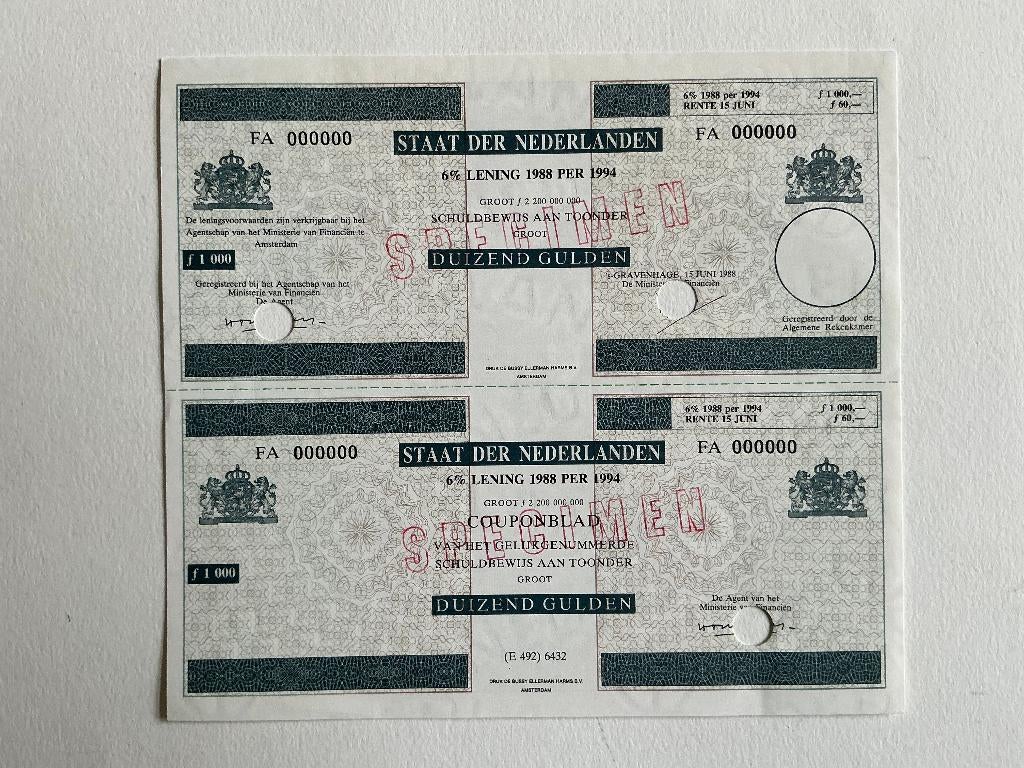 6% 1988 per 1994 ƒ 1 000,—
RENTE 15 JUNI ƒ 60,—
FA 000000
STAAT DER NEDERLANDEN
FA 000000
6% LENING 1988 PER 1994
GROOT ƒ 2 200 000 000
SCHULDBEWIJS AAN TOONDER
GROOT
SPECIMEN
DUIZEND GULDEN
De leningsvoorwaarden zijn verkrijgbaar bij het
Agentschap van het Ministerie van Financiën te
Amsterdam
ƒ 1 000
Geregistreerd bij het Agentschap van het
Ministerie van Financiën
De Agent
's-GRAVENHAGE, 15 JUNI 1988
De Minister Financiën
Geregistreerd door de
Algemene Rekenkamer
DRUK DE BUSSY ELLERMAN HARMS B.V.
AMSTERDAM
6% 1988 per 1994 ƒ 1 000,—
RENTE 15 JUNI ƒ 60,—
FA 000000
STAAT DER NEDERLANDEN
FA 000000
6% LENING 1988 PER 1994
GROOT ƒ 2 200 000 000
COUPONBLAD
SPECIMEN
VAN HET GELIJKGENUMMERDE
SCHULDBEWIJS AAN TOONDER
GROOT
ƒ 1 000
DUIZEND GULDEN
De Agent van het
Ministerie van Financiën
(E 492) 6432
DRUK DE BUSSY ELLERMAN HARMS B.V.
AMSTERDAM